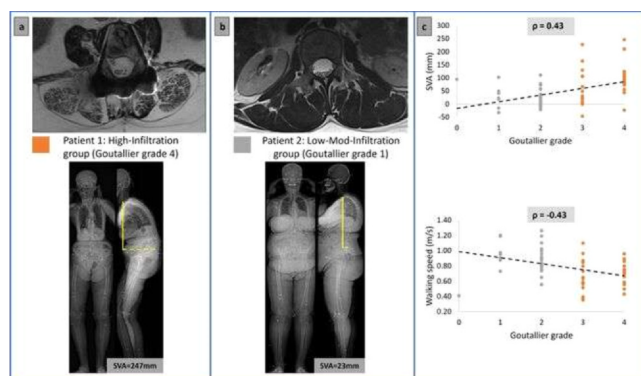 a
Patient 1: High-Infiltration
group (Goutallier grade 4)
SVA=247mm
b
Patient 2: Low-Mod-Infiltration
group (Goutallier grade 1)
SVA=23mm
c
ρ = 0.43
SVA (mm)
300
250
200
150
100
50
0
-50
0 1 2 3 4
Goutallier grade
ρ = -0.43
Walking speed (m/s)
1.40
1.20
1.00
0.80
0.60
0.40
0.20
0 1 2 3 4
Goutallier grade